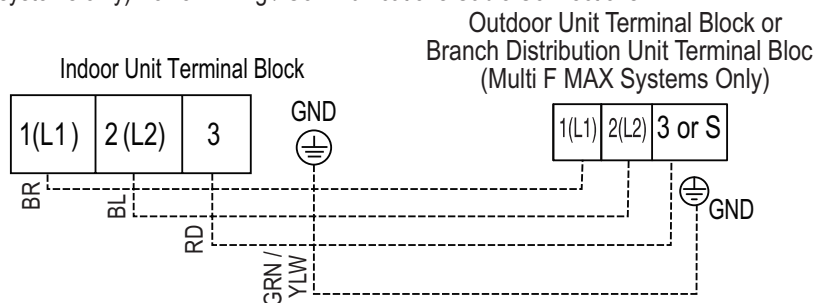 Outdoor Unit Terminal Block or
Branch Distribution Unit Terminal Bloc
(Multi F MAX Systems Only)
Indoor Unit Terminal Block
GND
1(L1) 2(L2) 3
1(L1) 2(L2) 3 or S
GND
BR
BL
RD
GRN /
YLW